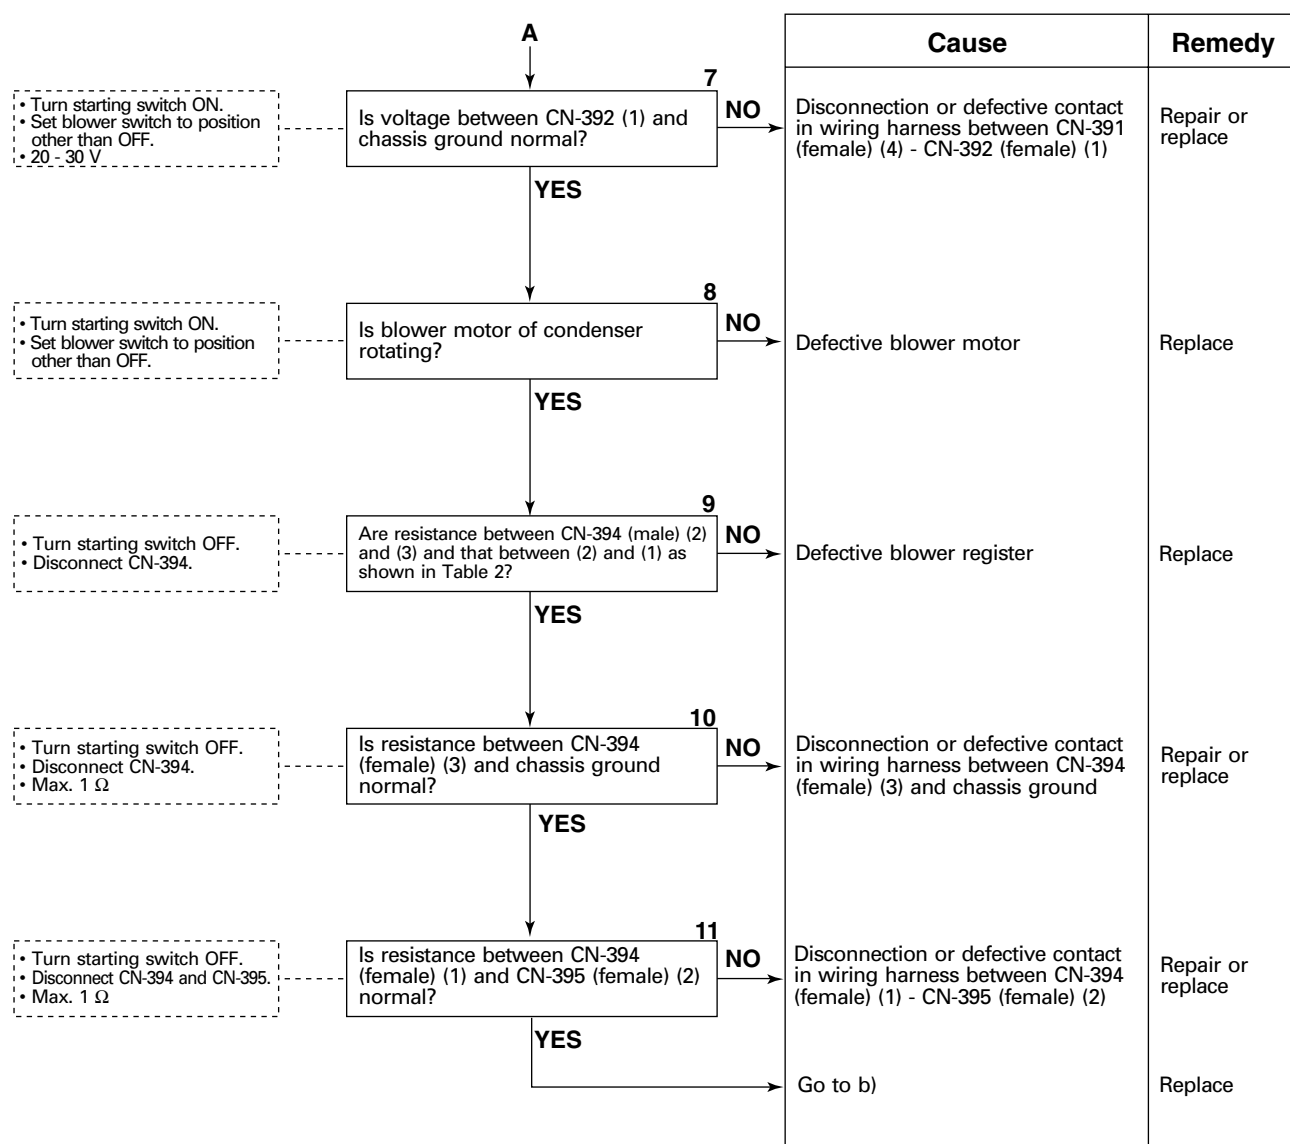 A
Cause
Remedy
7
• Turn starting switch ON.
• Set blower switch to position
other than OFF.
• 20 - 30 V
Is voltage between CN-392 (1) and
chassis ground normal?
NO
Disconnection or defective contact
in wiring harness between CN-391
(female) (4) - CN-392 (female) (1)
Repair or
replace
YES
8
• Turn starting switch ON.
• Set blower switch to position
other than OFF.
Is blower motor of condenser
rotating?
NO
Defective blower motor
Replace
YES
9
• Turn starting switch OFF.
• Disconnect CN-394.
Are resistance between CN-394 (male) (2)
and (3) and that between (2) and (1) as
shown in Table 2?
NO
Defective blower register
Replace
YES
10
• Turn starting switch OFF.
• Disconnect CN-394.
• Max. 1 Ω
Is resistance between CN-394
(female) (3) and chassis ground
normal?
NO
Disconnection or defective contact
in wiring harness between CN-394
(female) (3) and chassis ground
Repair or
replace
YES
11
• Turn starting switch OFF.
• Disconnect CN-394 and CN-395.
• Max. 1 Ω
Is resistance between CN-394
(female) (1) and CN-395 (female) (2)
normal?
NO
Disconnection or defective contact
in wiring harness between CN-394
(female) (1) - CN-395 (female) (2)
Repair or
replace
YES
Go to b)
Replace